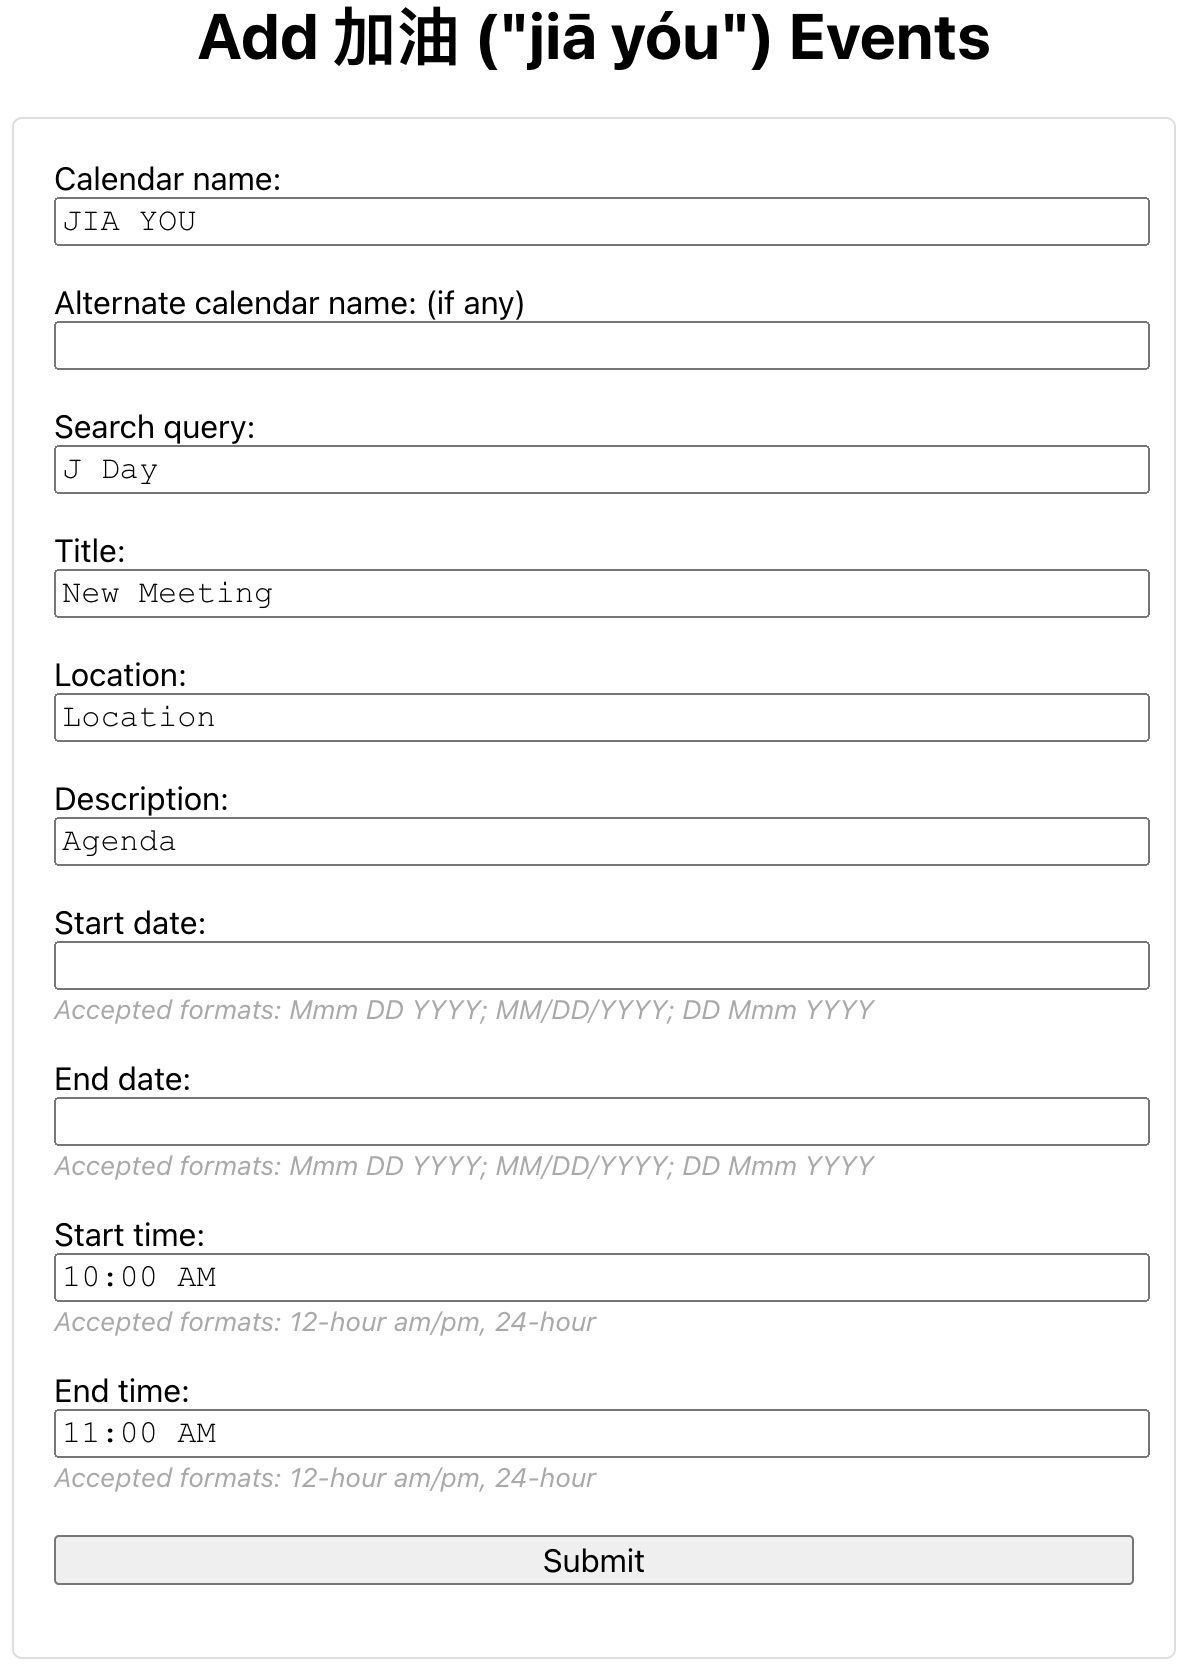 Add 加油 ("jiā yóu") Events
Calendar name:
JIA YOU
Alternate calendar name: (if any)
Search query:
J Day
Title:
New Meeting
Location:
Location
Description:
Agenda
Start date:
Accepted formats: Mmm DD YYYY; MM/DD/YYYY; DD Mmm YYYY
End date:
Accepted formats: Mmm DD YYYY; MM/DD/YYYY; DD Mmm YYYY
Start time:
10:00 AM
Accepted formats: 12-hour am/pm, 24-hour
End time:
11:00 AM
Accepted formats: 12-hour am/pm, 24-hour
Submit